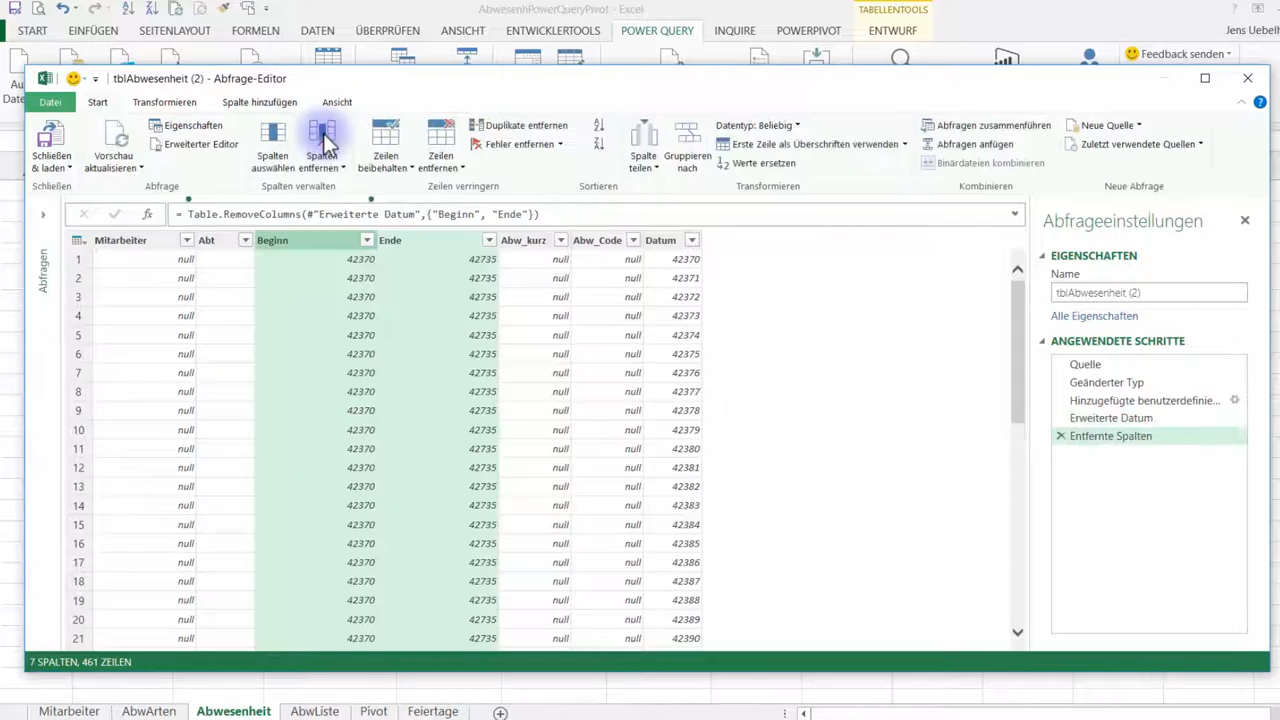 AbwesenhPowerQueryPivot - Excel
TABELLENTOOLS
START EINFÜGEN SEITENLAYOUT FORMELN DATEN ÜBERPRÜFEN ANSICHT ENTWICKLERTOOLS POWER QUERY INQUIRE POWERPIVOT ENTWURF Jens Uebel
Feedback senden
tblAbwesenheit (2) - Abfrage-Editor
Datei Start Transformieren Spalte hinzufügen Ansicht
Schließen & laden
Vorschau aktualisieren
Eigenschaften
Erweiterter Editor
Spalten auswählen
Spalten entfernen
Zeilen beibehalten
Zeilen entfernen
Duplikate entfernen
Fehler entfernen
Spalte teilen
Gruppieren nach
Datentyp: Beliebig
Erste Zeile als Überschriften verwenden
Werte ersetzen
Abfragen zusammenführen
Abfragen anfügen
Binärdateien kombinieren
Neue Quelle
Zuletzt verwendete Quellen
Schließen Abfrage Spalten verwalten Zeilen verringern Sortieren Transformieren Kombinieren Neue Abfrage
fx = Table.RemoveColumns(#"Erweiterte Datum",{"Beginn", "Ende"})
Abfragen
Mitarbeiter Abt Beginn Ende Abw_kurz Abw_Code Datum
1 null 42370 42735 null null 42370
2 null 42370 42735 null null 42371
3 null 42370 42735 null null 42372
4 null 42370 42735 null null 42373
5 null 42370 42735 null null 42374
6 null 42370 42735 null null 42375
7 null 42370 42735 null null 42376
8 null 42370 42735 null null 42377
9 null 42370 42735 null null 42378
10 null 42370 42735 null null 42379
11 null 42370 42735 null null 42380
12 null 42370 42735 null null 42381
13 null 42370 42735 null null 42382
14 null 42370 42735 null null 42383
15 null 42370 42735 null null 42384
16 null 42370 42735 null null 42385
17 null 42370 42735 null null 42386
18 null 42370 42735 null null 42387
19 null 42370 42735 null null 42388
20 null 42370 42735 null null 42389
21 null 42370 42735 null null 42390
Abfrageeinstellungen
EIGENSCHAFTEN
Name
tblAbwesenheit (2)
Alle Eigenschaften
ANGEWENDETE SCHRITTE
Quelle
Geänderter Typ
Hinzugefügte benutzerdefinie...
Erweiterte Datum
Entfernte Spalten
7 SPALTEN, 461 ZEILEN
Mitarbeiter AbwArten Abwesenheit AbwListe Pivot Feiertage